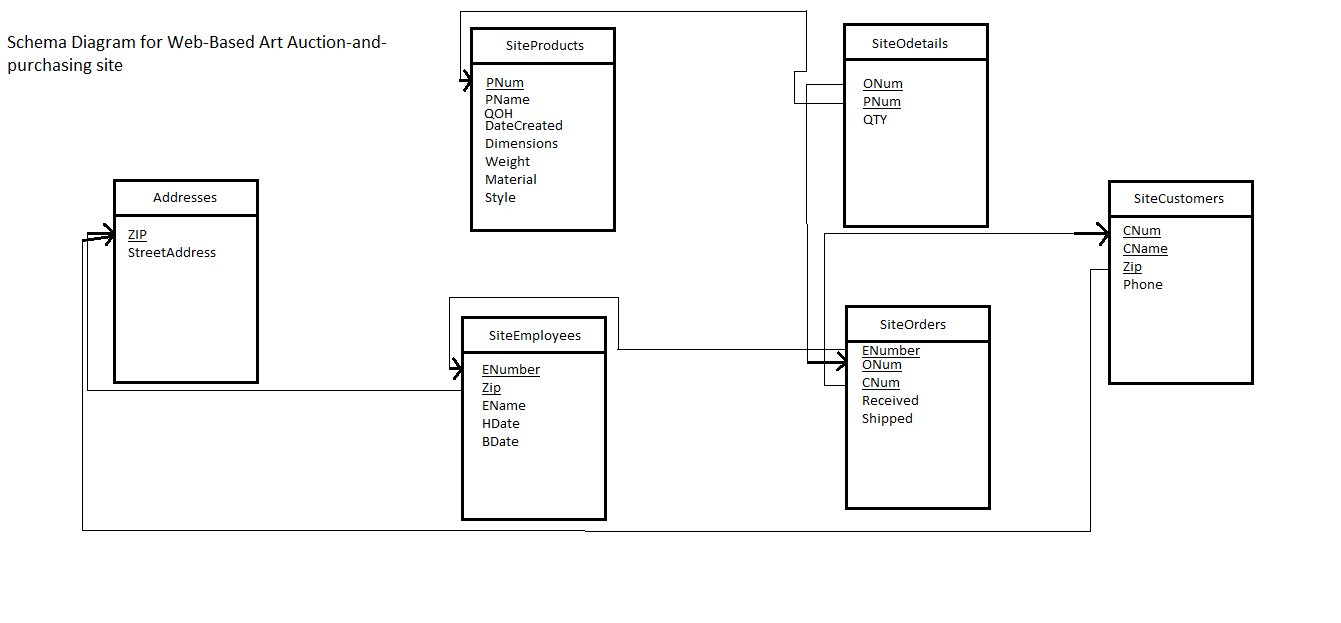 Schema Diagram for Web-Based Art Auction-and-
purchasing site
SiteProducts
PNum
PName
QOH
DateCreated
Dimensions
Weight
Material
Style
SiteOdetails
ONum
PNum
QTY
Addresses
ZIP
StreetAddress
SiteCustomers
CNum
CName
Zip
Phone
SiteEmployees
ENumber
Zip
EName
HDate
BDate
SiteOrders
ENumber
ONum
CNum
Received
Shipped